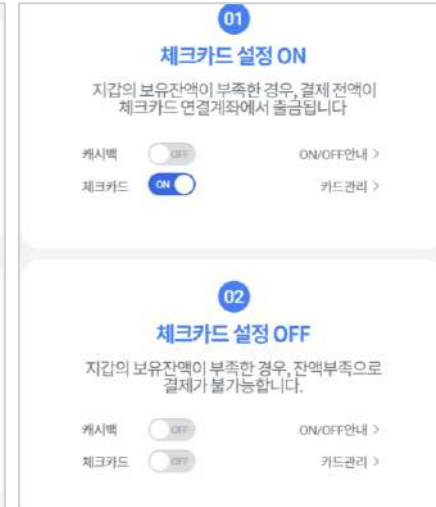 01
체크카드 설정 ON
지갑의 보유잔액이 부족한 경우, 결제 전액이
체크카드 연결계좌에서 출금됩니다
캐시백 OFF ON/OFF안내 >
체크카드 ON 카드관리 >
02
체크카드 설정 OFF
지갑의 보유잔액이 부족한 경우, 잔액부족으로
결제가 불가능합니다.
캐시백 OFF ON/OFF안내 >
체크카드 OFF 카드관리 >